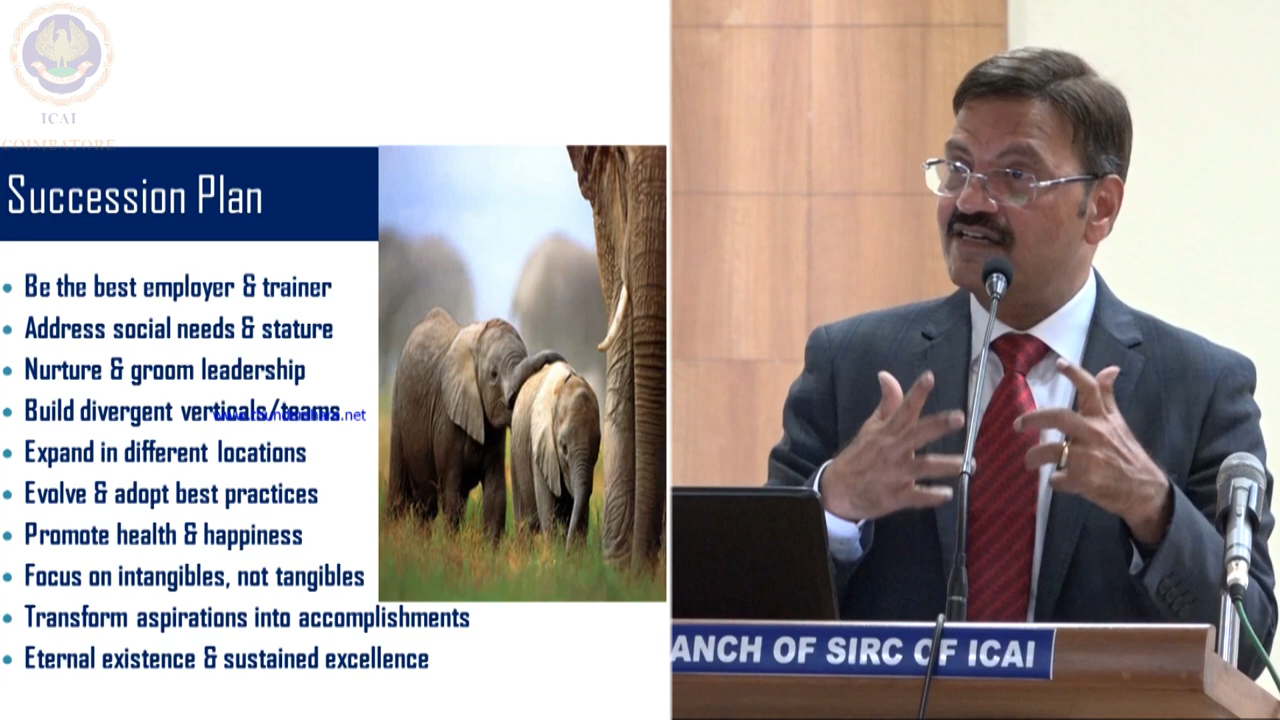 ICAI
COIMBATORE
Succession Plan
Be the best employer & trainer
Address social needs & stature
Nurture & groom leadership
Build divergent verticals/teams
Expand in different locations
Evolve & adopt best practices
Promote health & happiness
Focus on intangibles, not tangibles
Transform aspirations into accomplishments
Eternal existence & sustained excellence
ANCH OF SIRC OF ICAI